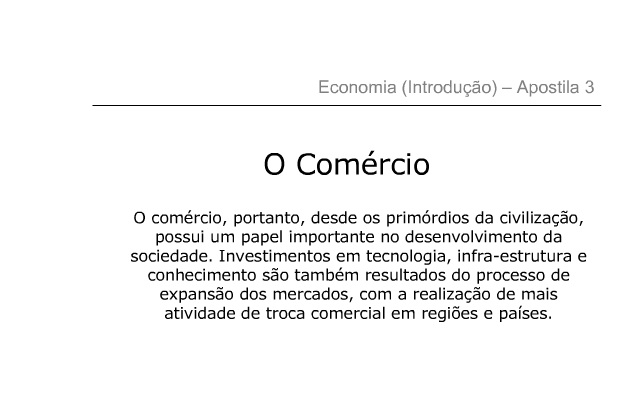 Economia (Introdução) – Apostila 3
O Comércio
O comércio, portanto, desde os primórdios da civilização,
possui um papel importante no desenvolvimento da
sociedade. Investimentos em tecnologia, infra-estrutura e
conhecimento são também resultados do processo de
expansão dos mercados, com a realização de mais
atividade de troca comercial em regiões e países.